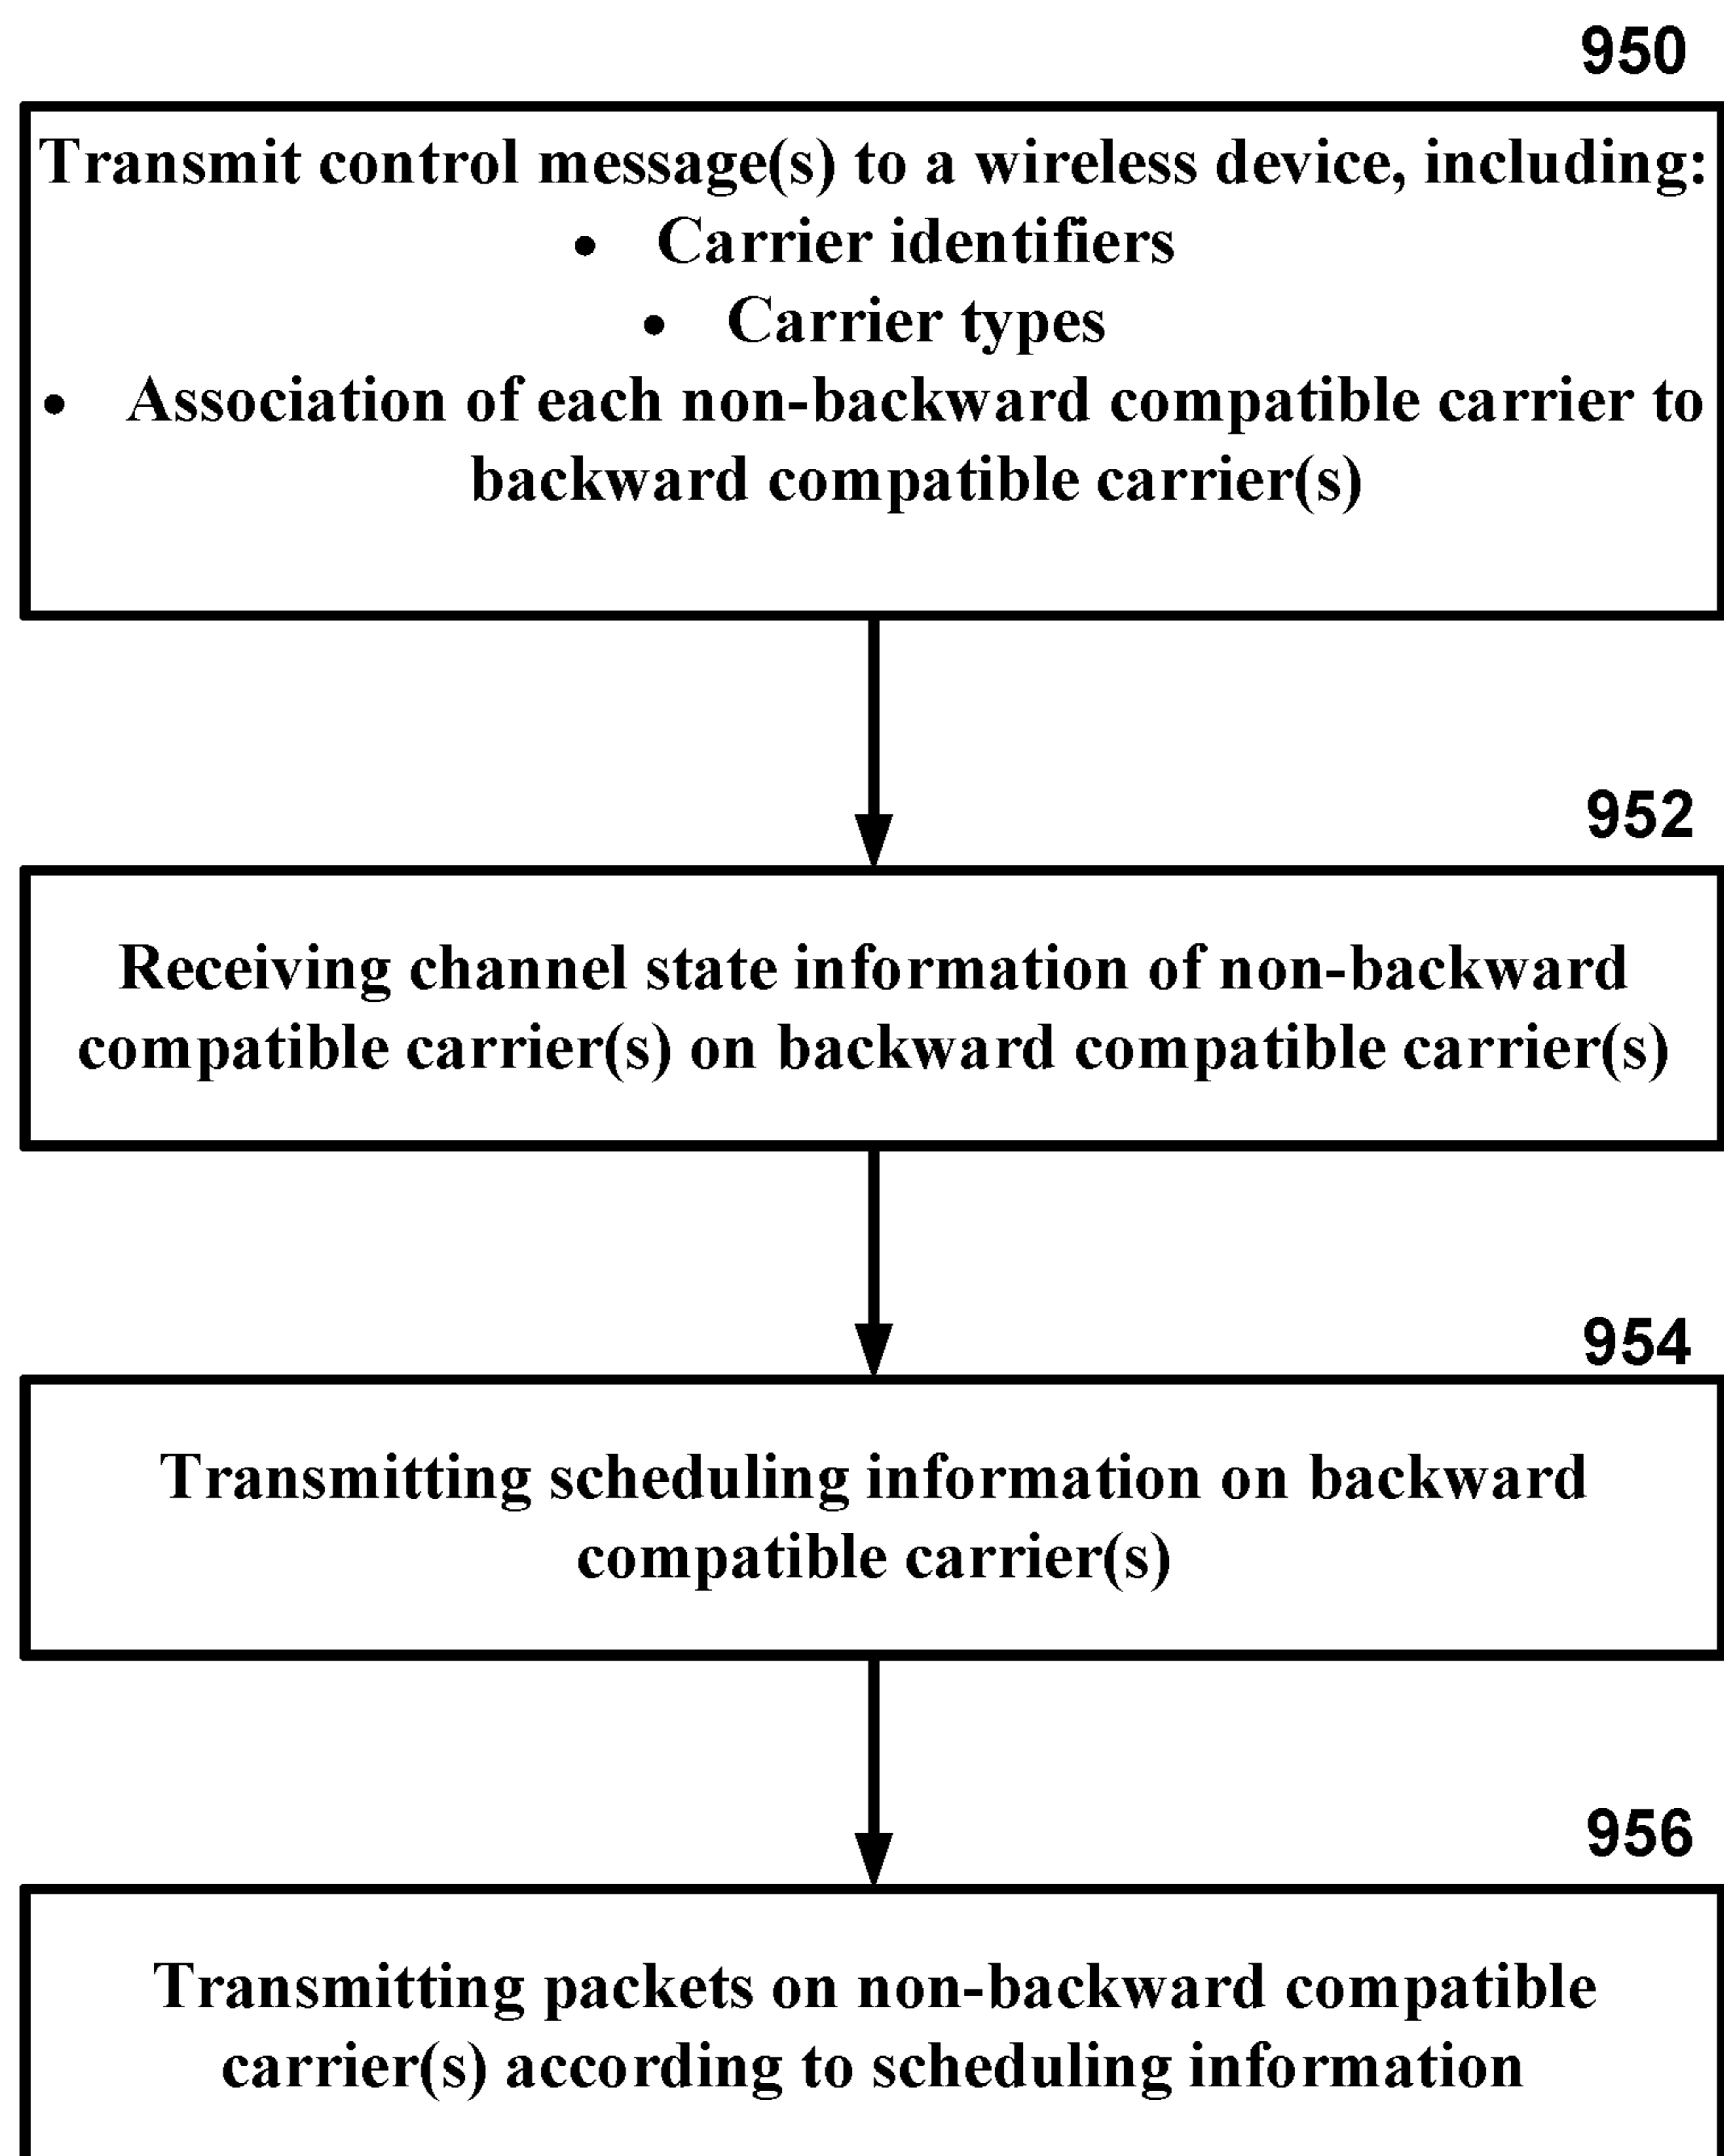 950
Transmit control message(s) to a wireless device, including:
• Carrier identifiers
• Carrier types
• Association of each non-backward compatible carrier to
backward compatible carrier(s)
952
Receiving channel state information of non-backward
compatible carrier(s) on backward compatible carrier(s)
954
Transmitting scheduling information on backward
compatible carrier(s)
956
Transmitting packets on non-backward compatible
carrier(s) according to scheduling information